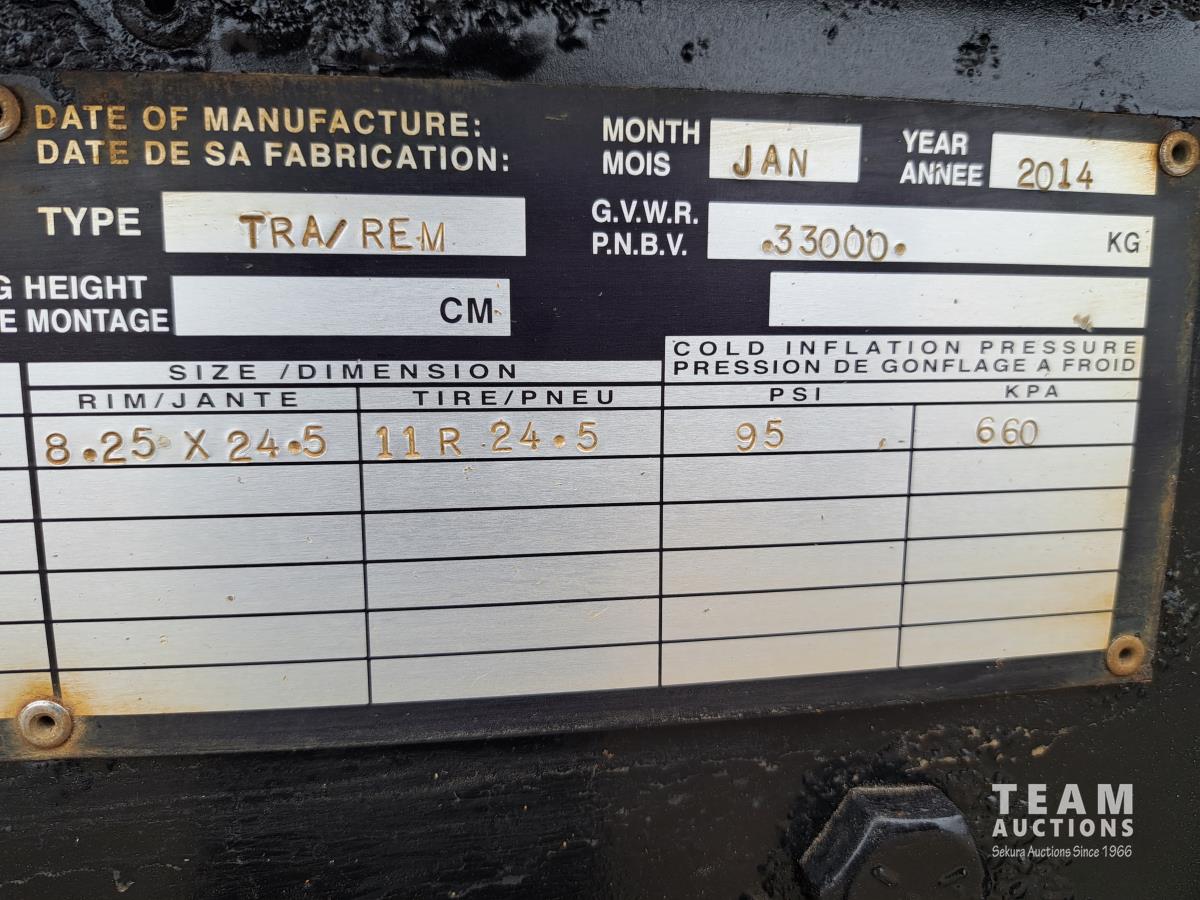 DATE OF MANUFACTURE:
DATE DE SA FABRICATION:
MONTH
MOIS
JAN
YEAR
ANNÉE
2014
TYPE
TRA/REM
G.V.W.R.
P.N.B.V.
.33000. KG
G HEIGHT
E MONTAGE
CM
SIZE /DIMENSION
COLD INFLATION PRESSURE
PRESSION DE GONFLAGE A FROID
RIM/JANTE TIRE/PNEU PSI KPA
8.25 X 24.5 11 R 24.5 95 660
TEAM
AUCTIONS
Sekura Auctions Since 1966